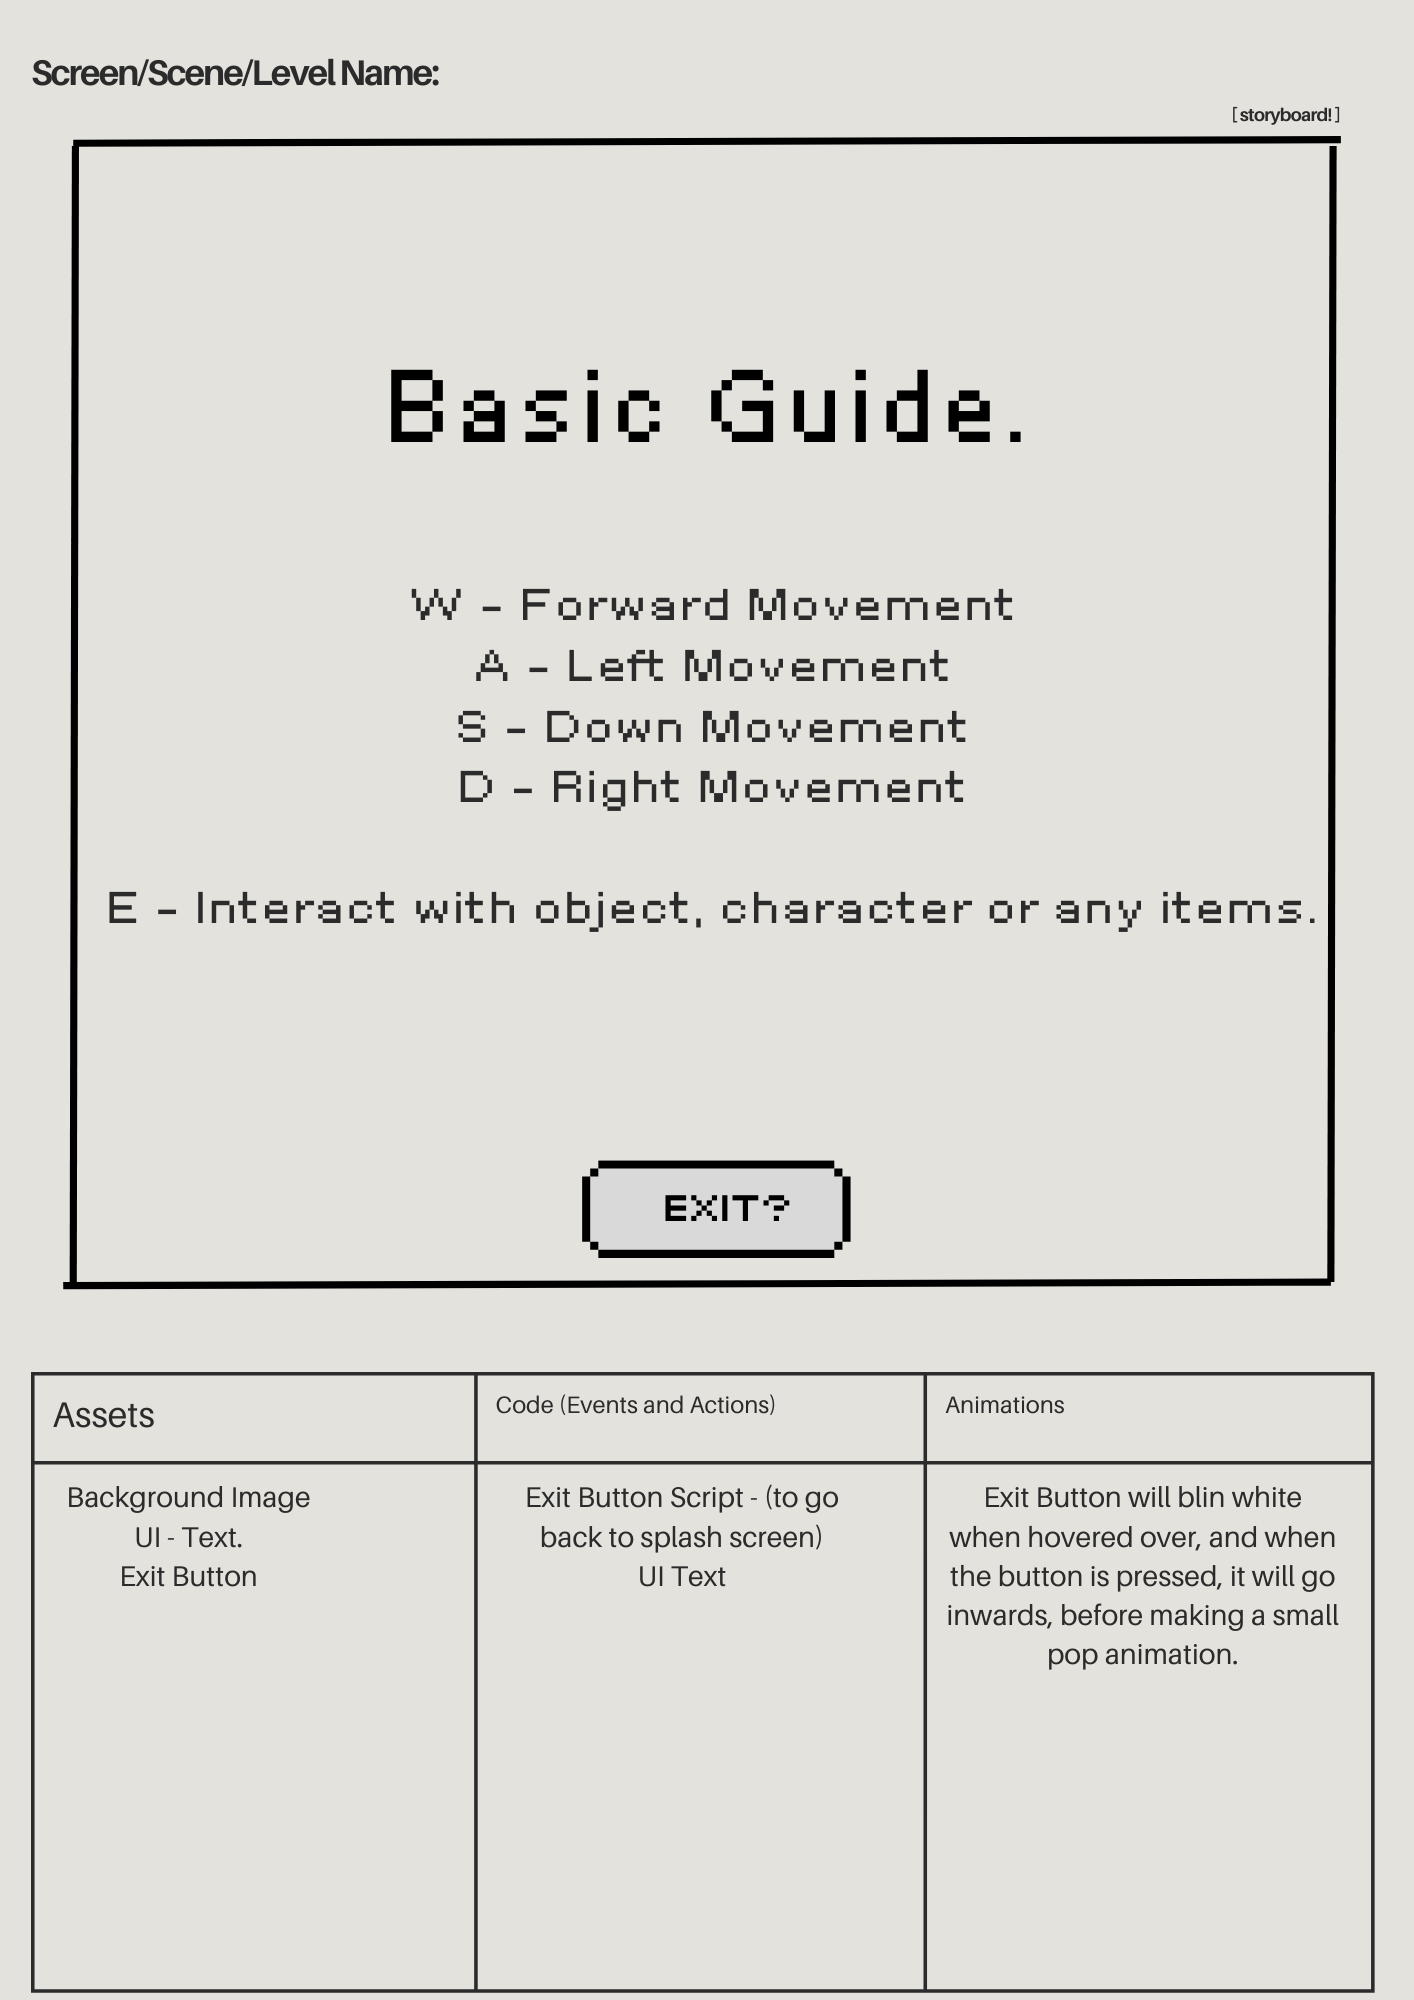 Screen/Scene/Level Name:
[storyboard!]
Basic Guide.
W - Forward Movement
A - Left Movement
S - Down Movement
D - Right Movement
E - Interact with object, character or any items.
EXIT?
Assets
Code (Events and Actions)
Animations
Background Image
UI - Text.
Exit Button
Exit Button Script - (to go
back to splash screen)
UI Text
Exit Button will blin white
when hovered over, and when
the button is pressed, it will go
inwards, before making a small
pop animation.